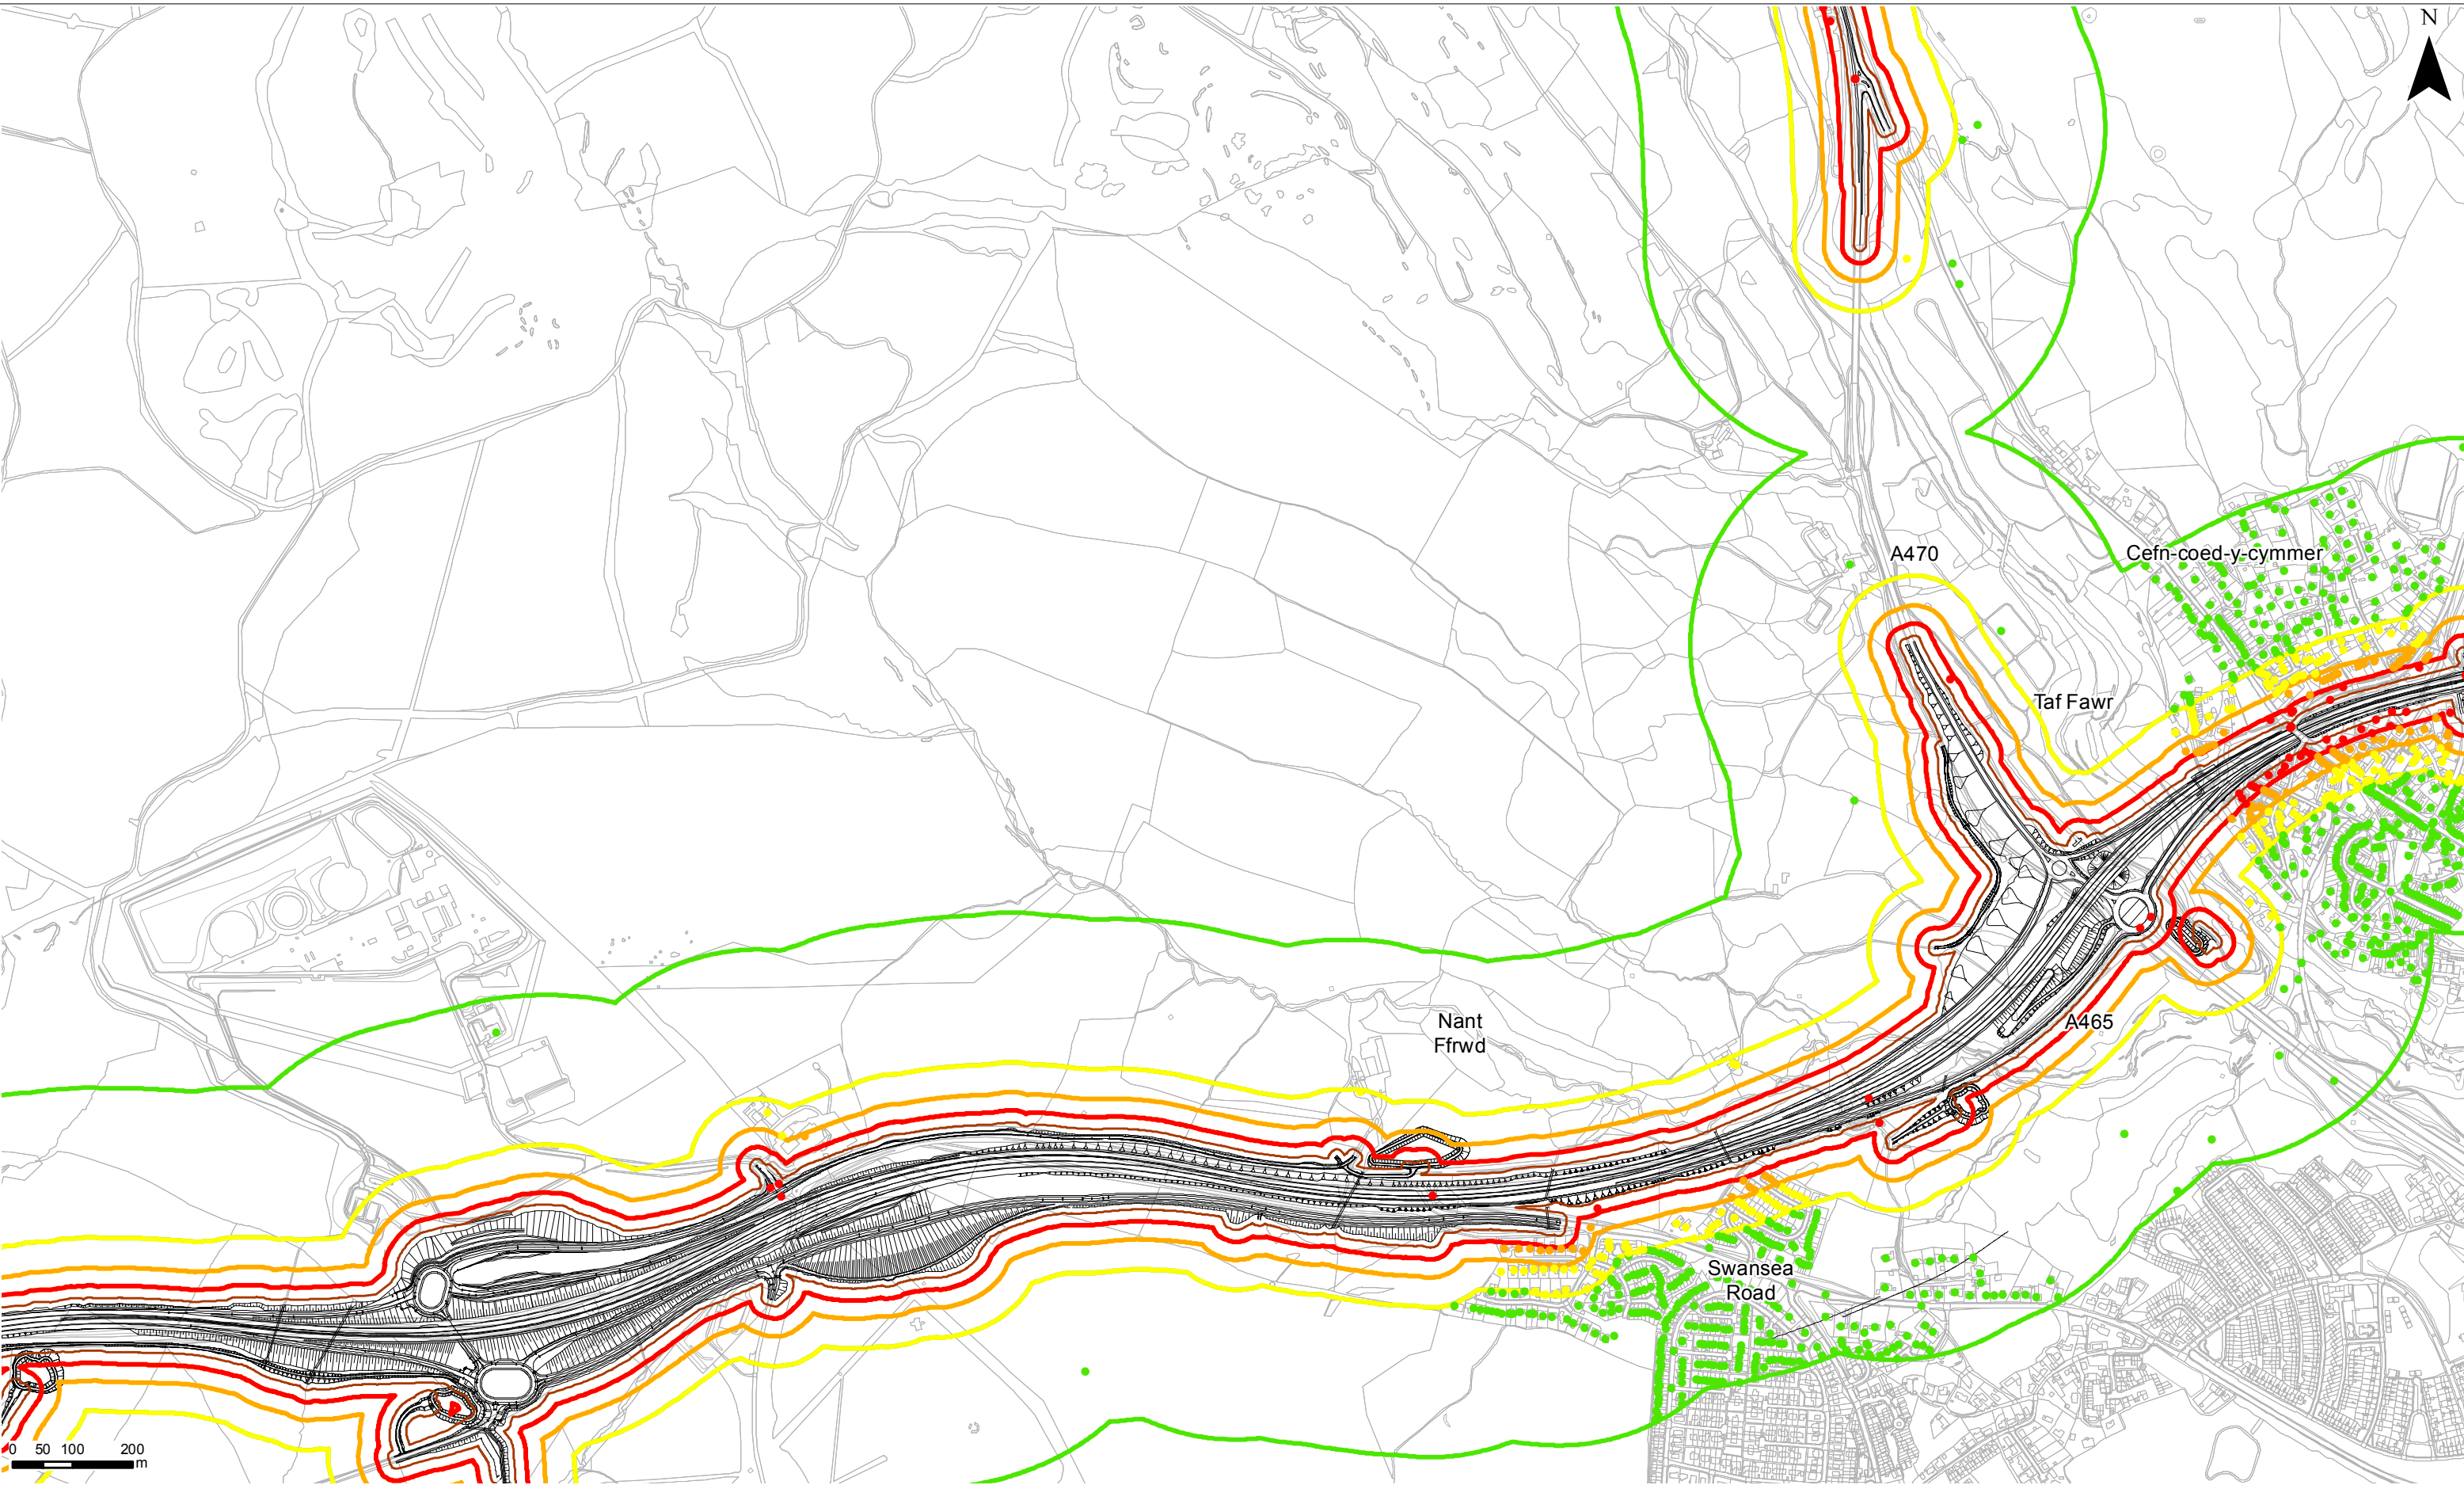 N
A470
Cefn-coed-y-cymmer
Taf Fawr
Nant
Ffrwd
A465
Swansea
Road
0 50 100 200
m